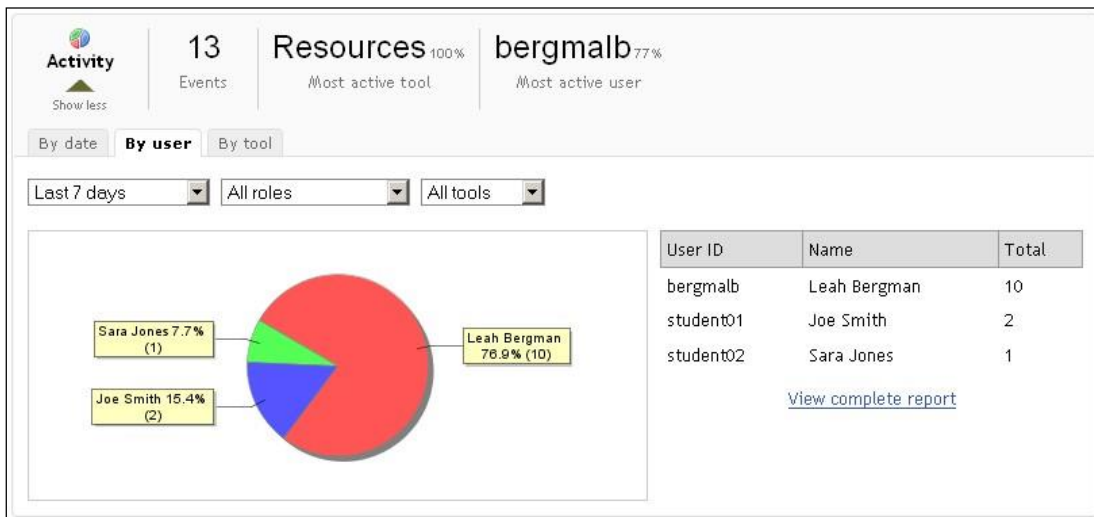 Activity
Show less
13
Events
Resources 100%
Most active tool
bergmalb 77%
Most active user
By date By user By tool
Last 7 days All roles All tools
Sara Jones 7.7%
(1)
Joe Smith 15.4%
(2)
Leah Bergman
76.9% (10)
User ID Name Total
bergmalb Leah Bergman 10
student01 Joe Smith 2
student02 Sara Jones 1
View complete report